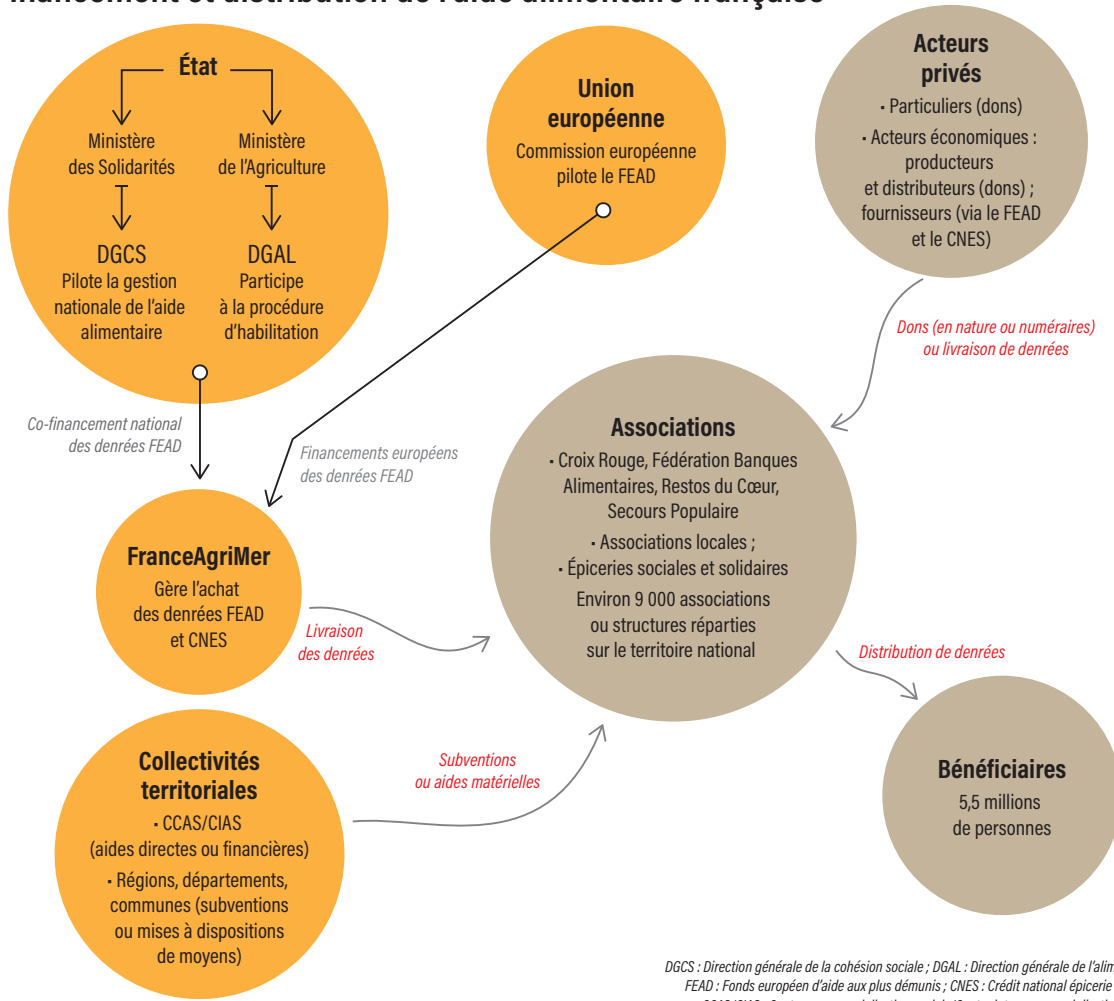 financement et distribution de l'aide alimentaire française
État
Ministère
des Solidarités
DGCS
Pilote la gestion
nationale de l'aide
alimentaire
Ministère
de l'Agriculture
DGAL
Participe
à la procédure
d'habilitation
Union
européenne
Commission européenne
pilote le FEAD
Acteurs
privés
· Particuliers (dons)
· Acteurs économiques :
producteurs
et distributeurs (dons) ;
fournisseurs (via le FEAD
et le CNES)
Dons (en nature ou numéraires)
ou livraison de denrées
Co-financement national
des denrées FEAD
Financements européens
des denrées FEAD
Associations
· Croix Rouge, Fédération Banques
Alimentaires, Restos du Cœur,
Secours Populaire
· Associations locales ;
· Épiceries sociales et solidaires
Environ 9 000 associations
ou structures réparties
sur le territoire national
FranceAgriMer
Gère l'achat
des denrées FEAD
et CNES
Livraison
des denrées
Distribution de denrées
Subventions
ou aides matérielles
Collectivités
territoriales
· CCAS/CIAS
(aides directes ou financières)
· Régions, départements,
communes (subventions
ou mises à dispositions
de moyens)
Bénéficiaires
5,5 millions
de personnes
DGCS : Direction générale de la cohésion sociale ; DGAL : Direction générale de l'alim
FEAD : Fonds européen d'aide aux plus démunis ; CNES : Crédit national épicerie